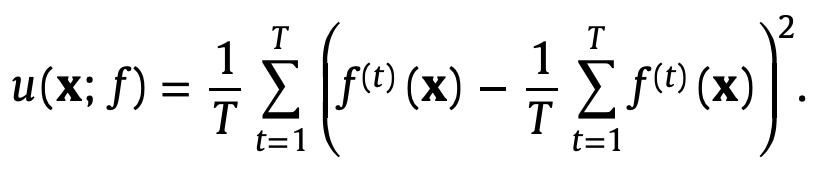 u(𝐱; f) = \frac{1}{T} \sum_{t=1}^{T} \left( f^{(t)}(𝐱) - \frac{1}{T} \sum_{t=1}^{T} f^{(t)}(𝐱) \right)^2.